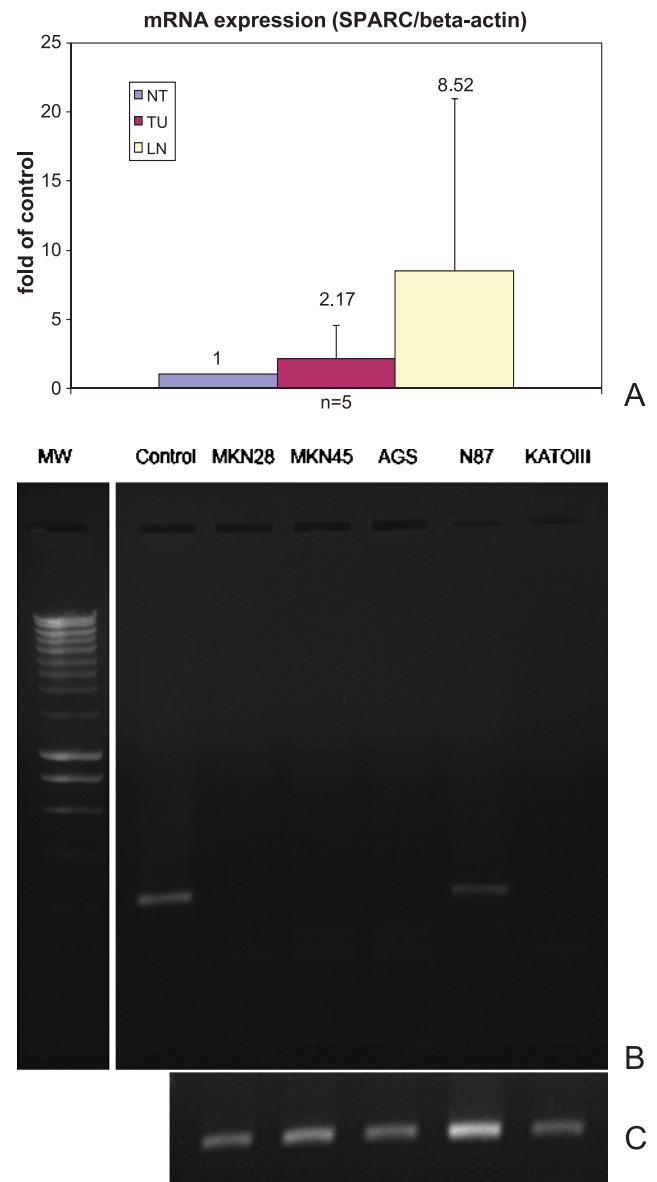 mRNA expression (SPARC/beta-actin)
fold of control
25
20
15
10
5
0
NT
TU
LN
1
2.17
8.52
n=5
A
MW Control MKN28 MKN45 AGS N87 KATOIII
B
C